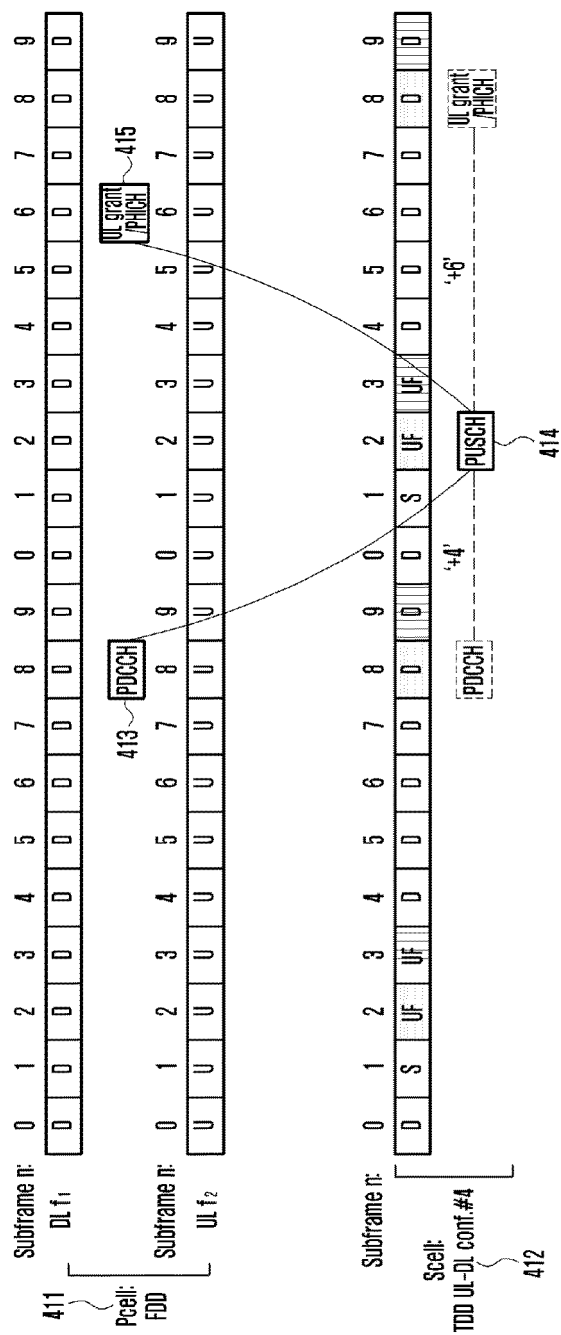 Subframe n: 0 1 2 3 4 5 6 7 8 9 0 1 2 3 4 5 6 7 8 9
DL f₁ D D D D D D D D D D D D D D D D D D D D
411
Pcell:
FDD
PDCCH
413
UL grant
/PHICH
415
Subframe n: 0 1 2 3 4 5 6 7 8 9 0 1 2 3 4 5 6 7 8 9
UL f₂ U U U U U U U U U U U U U U U U U U U U
Subframe n: 0 1 2 3 4 5 6 7 8 9 0 1 2 3 4 5 6 7 8 9
D S UF UF D D D D D D D S UF UF D D D D D D
Scell:
TDD UL-DL conf.#4
412
PDCCH
'+4'
PUSCH
414
'+6'
UL grant
/PHICH